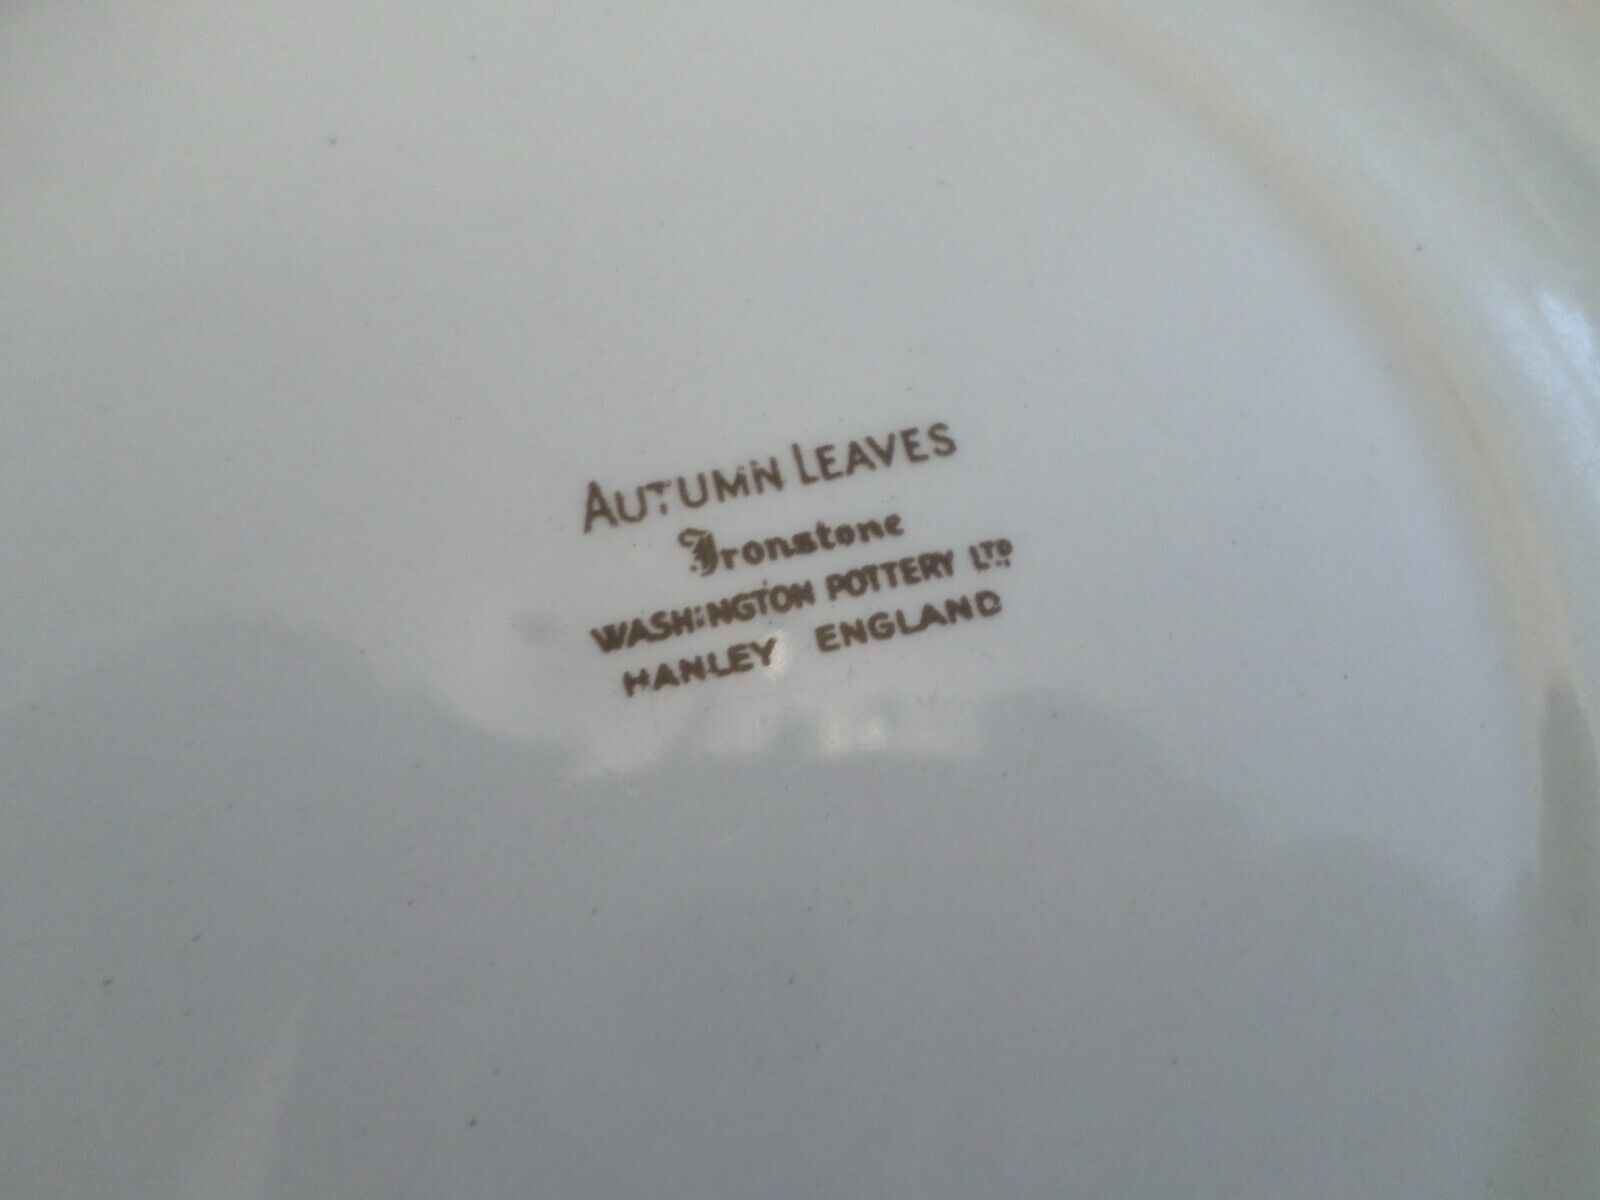 AUTUMN LEAVES
Ironstone
WASHINGTON POTTERY LTD.
HANLEY ENGLAND